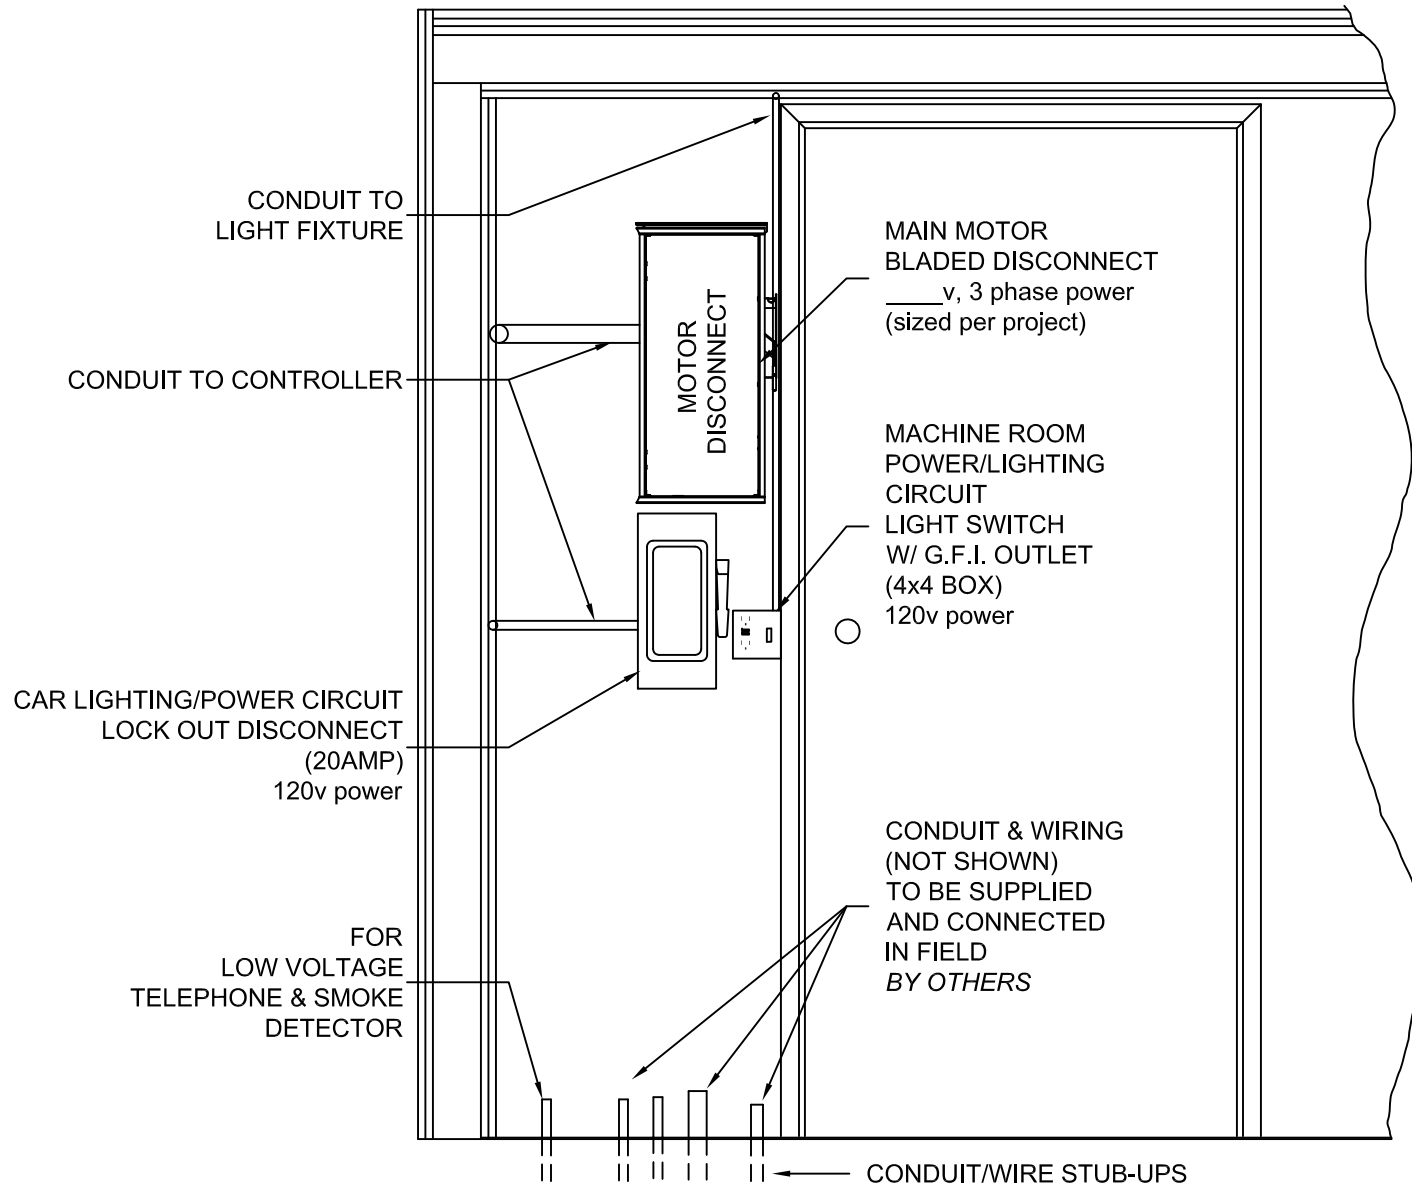 CONDUIT TO
LIGHT FIXTURE
MAIN MOTOR
BLADED DISCONNECT
____v, 3 phase power
(sized per project)
MOTOR
DISCONNECT
CONDUIT TO CONTROLLER
MACHINE ROOM
POWER/LIGHTING
CIRCUIT
LIGHT SWITCH
W/ G.F.I. OUTLET
(4x4 BOX)
120v power
CAR LIGHTING/POWER CIRCUIT
LOCK OUT DISCONNECT
(20AMP)
120v power
CONDUIT & WIRING
(NOT SHOWN)
TO BE SUPPLIED
AND CONNECTED
IN FIELD
BY OTHERS
FOR
LOW VOLTAGE
TELEPHONE & SMOKE
DETECTOR
CONDUIT/WIRE STUB-UPS